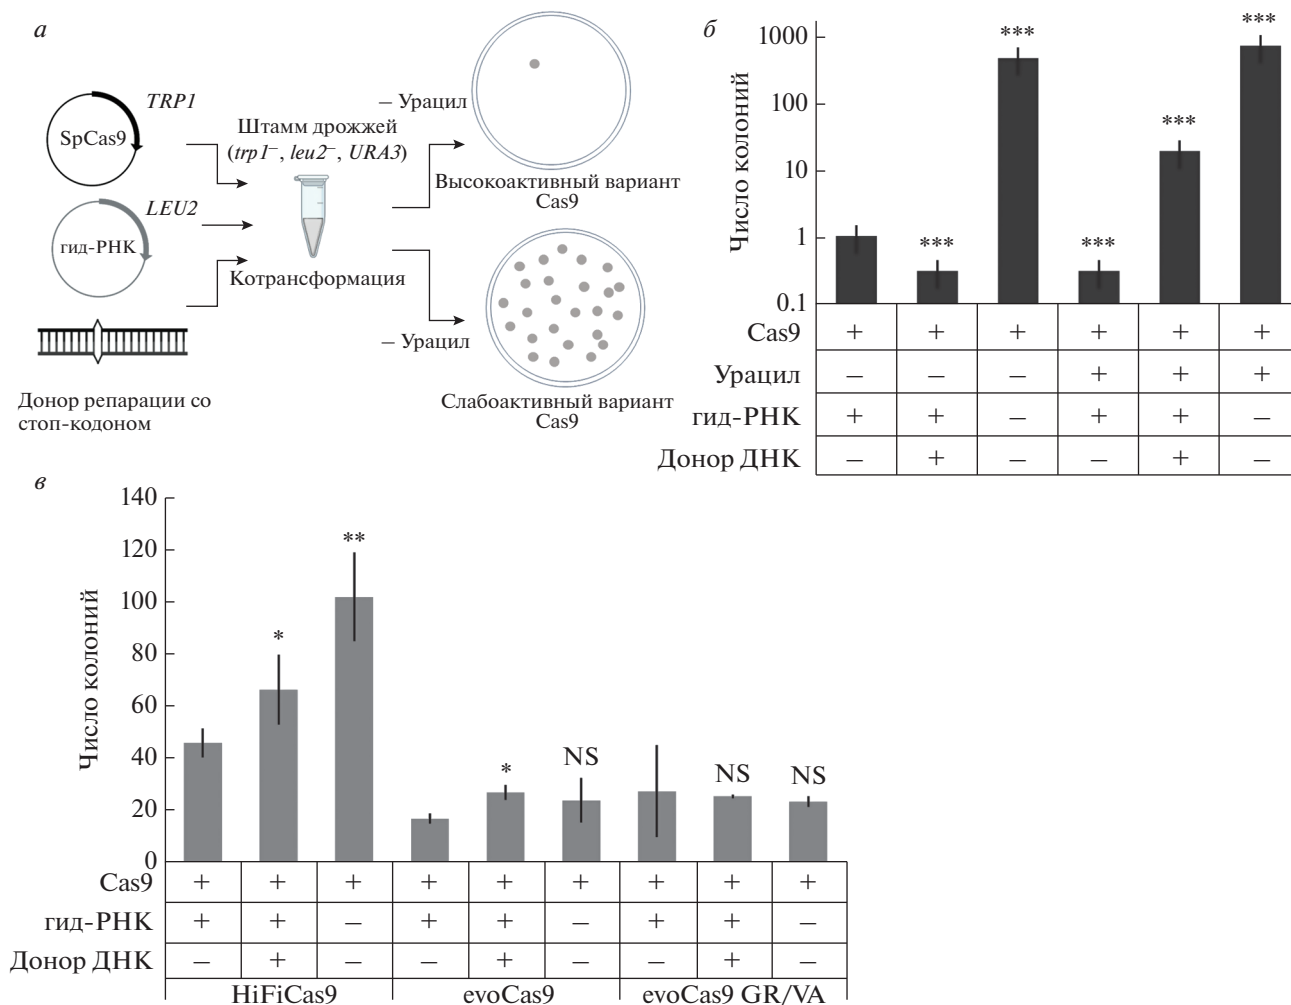 а
SpCas9
TRP1
гид-РНК
LEU2
Донор репарации со
стоп-кодоном
Штамм дрожжей
(trp1⁻, leu2⁻, URA3)
Котрансформация
– Урацил
Высокоактивный вариант
Cas9
– Урацил
Слабоактивный вариант
Cas9
б
Число колоний
1000
100
10
1
0.1
*** *** *** *** ***
Cas9 + + + + + +
Урацил – – – + + +
гид-РНК + + – + + –
Донор ДНК – + – – + –
в
Число колоний
140
120
100
80
60
40
20
0
* ** * NS NS NS
Cas9 + + + + + + + + +
гид-РНК + + – + + – + + –
Донор ДНК – + – – + – – + –
HiFiCas9 evoCas9 evoCas9 GR/VA